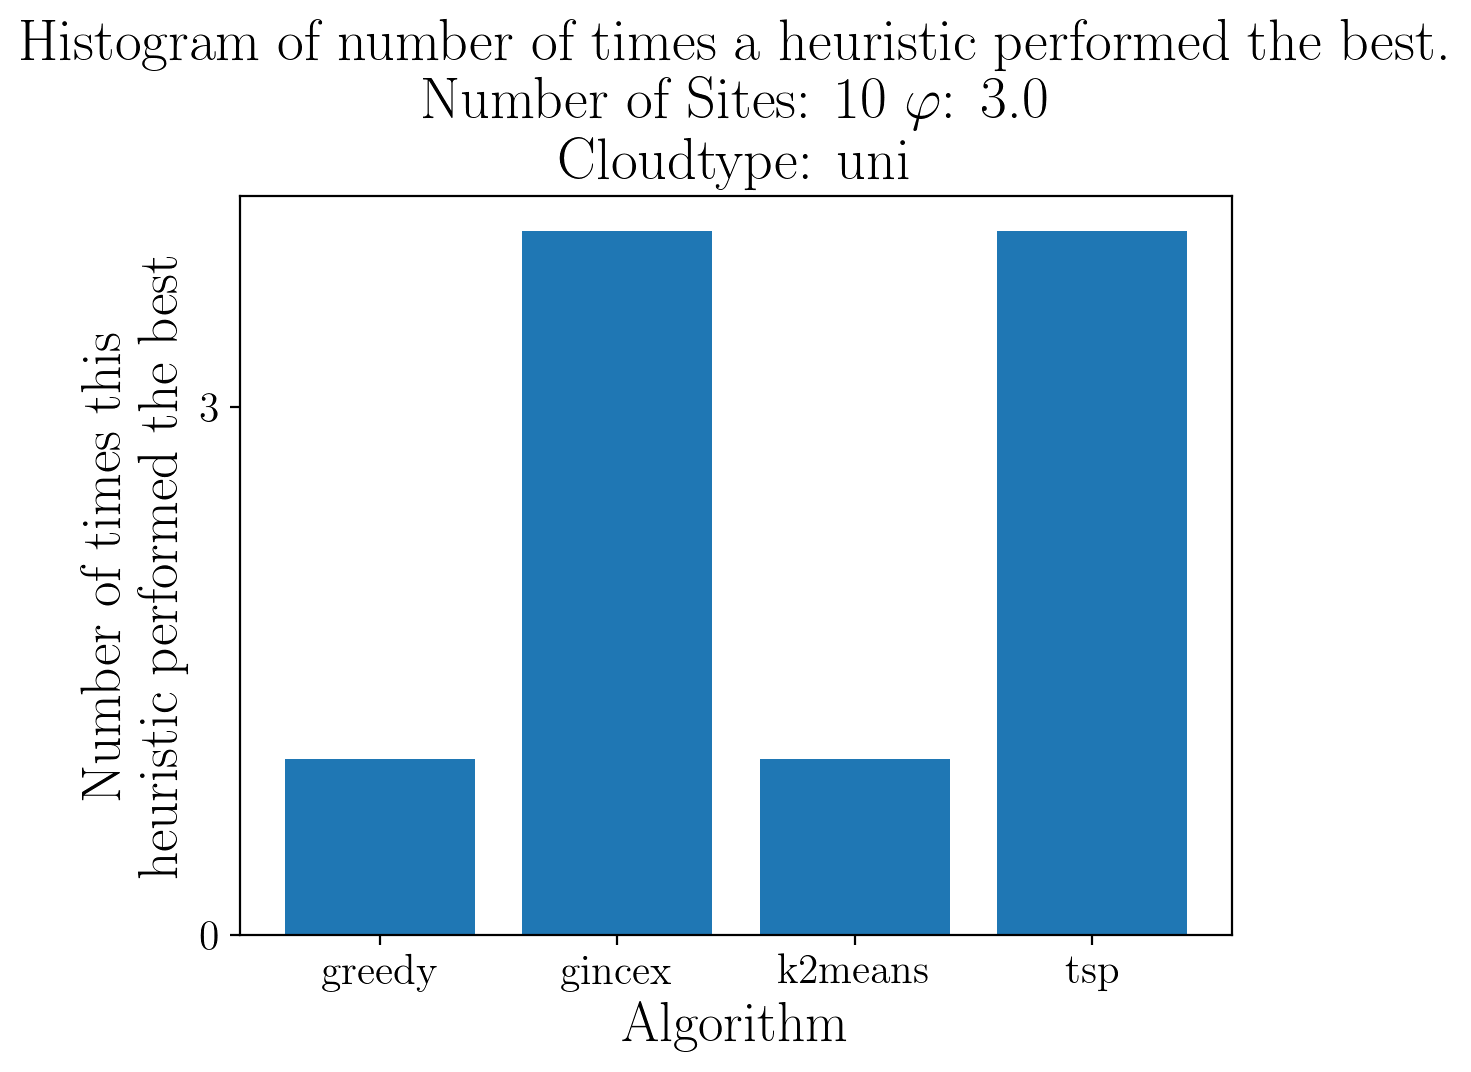 Histogram of number of times a heuristic performed the best.
Number of Sites: 10 φ: 3.0
Cloudtype: uni
Number of times this
heuristic performed the best
3
0
greedy gincex k2means tsp
Algorithm